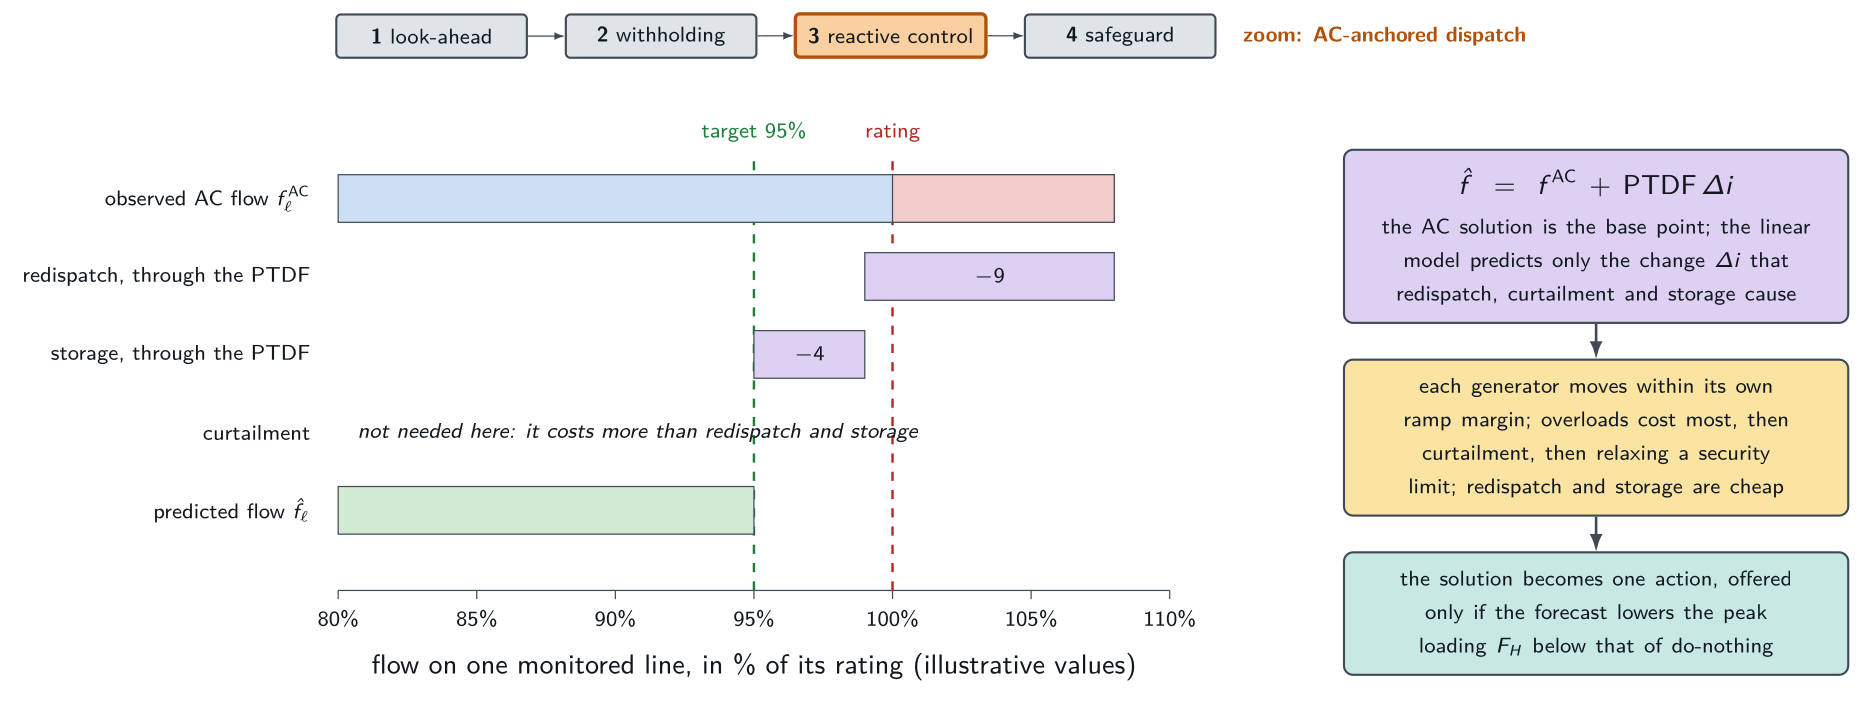 1 look-ahead
2 withholding
3 reactive control
4 safeguard
zoom: AC-anchored dispatch
target 95%
rating
observed AC flow f_ℓ^AC
redispatch, through the PTDF
−9
storage, through the PTDF
−4
curtailment
not needed here: it costs more than redispatch and storage
predicted flow f̂_ℓ
80% 85% 90% 95% 100% 105% 110%
flow on one monitored line, in % of its rating (illustrative values)
f̂ = f^AC + PTDF Δi
the AC solution is the base point; the linear
model predicts only the change Δi that
redispatch, curtailment and storage cause
each generator moves within its own
ramp margin; overloads cost most, then
curtailment, then relaxing a security
limit; redispatch and storage are cheap
the solution becomes one action, offered
only if the forecast lowers the peak
loading F_H below that of do-nothing